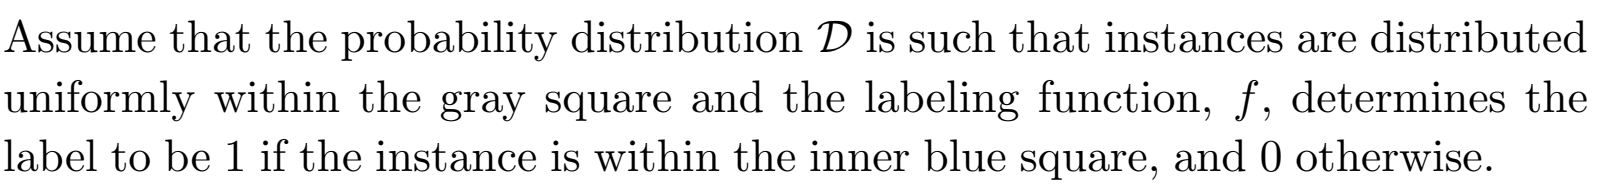 Assume that the probability distribution 𝒟 is such that instances are distributed
uniformly within the gray square and the labeling function, f, determines the
label to be 1 if the instance is within the inner blue square, and 0 otherwise.